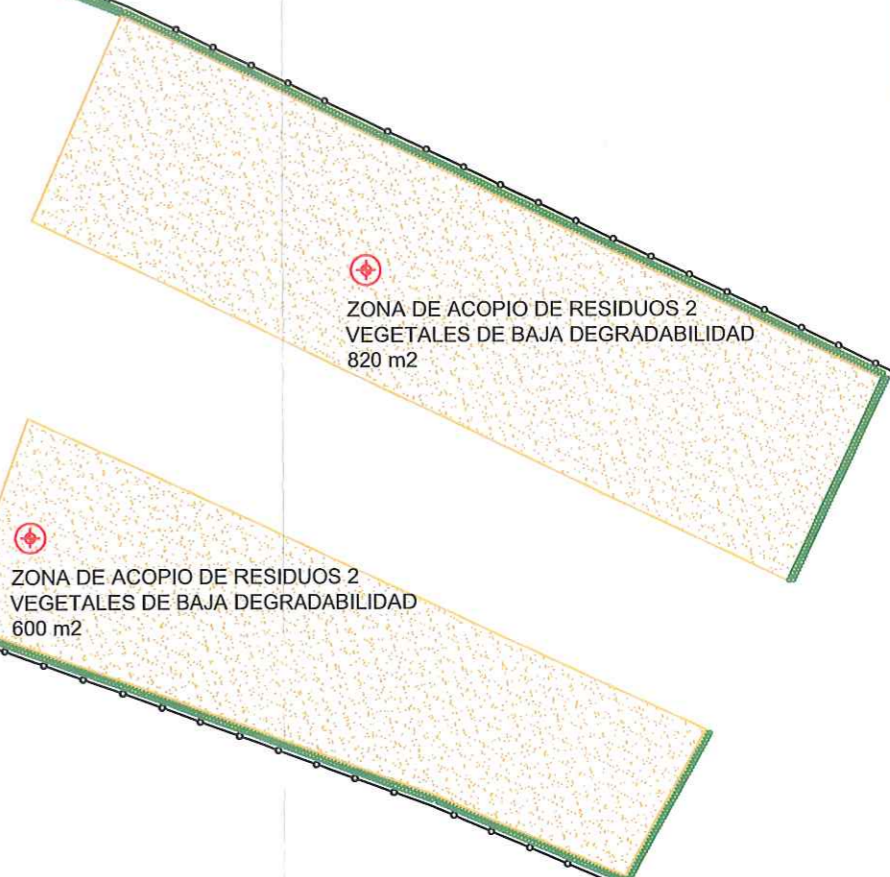 ZONA DE ACOPIO DE RESIDUOS 2
VEGETALES DE BAJA DEGRADABILIDAD
820 m2
ZONA DE ACOPIO DE RESIDUOS 2
VEGETALES DE BAJA DEGRADABILIDAD
600 m2